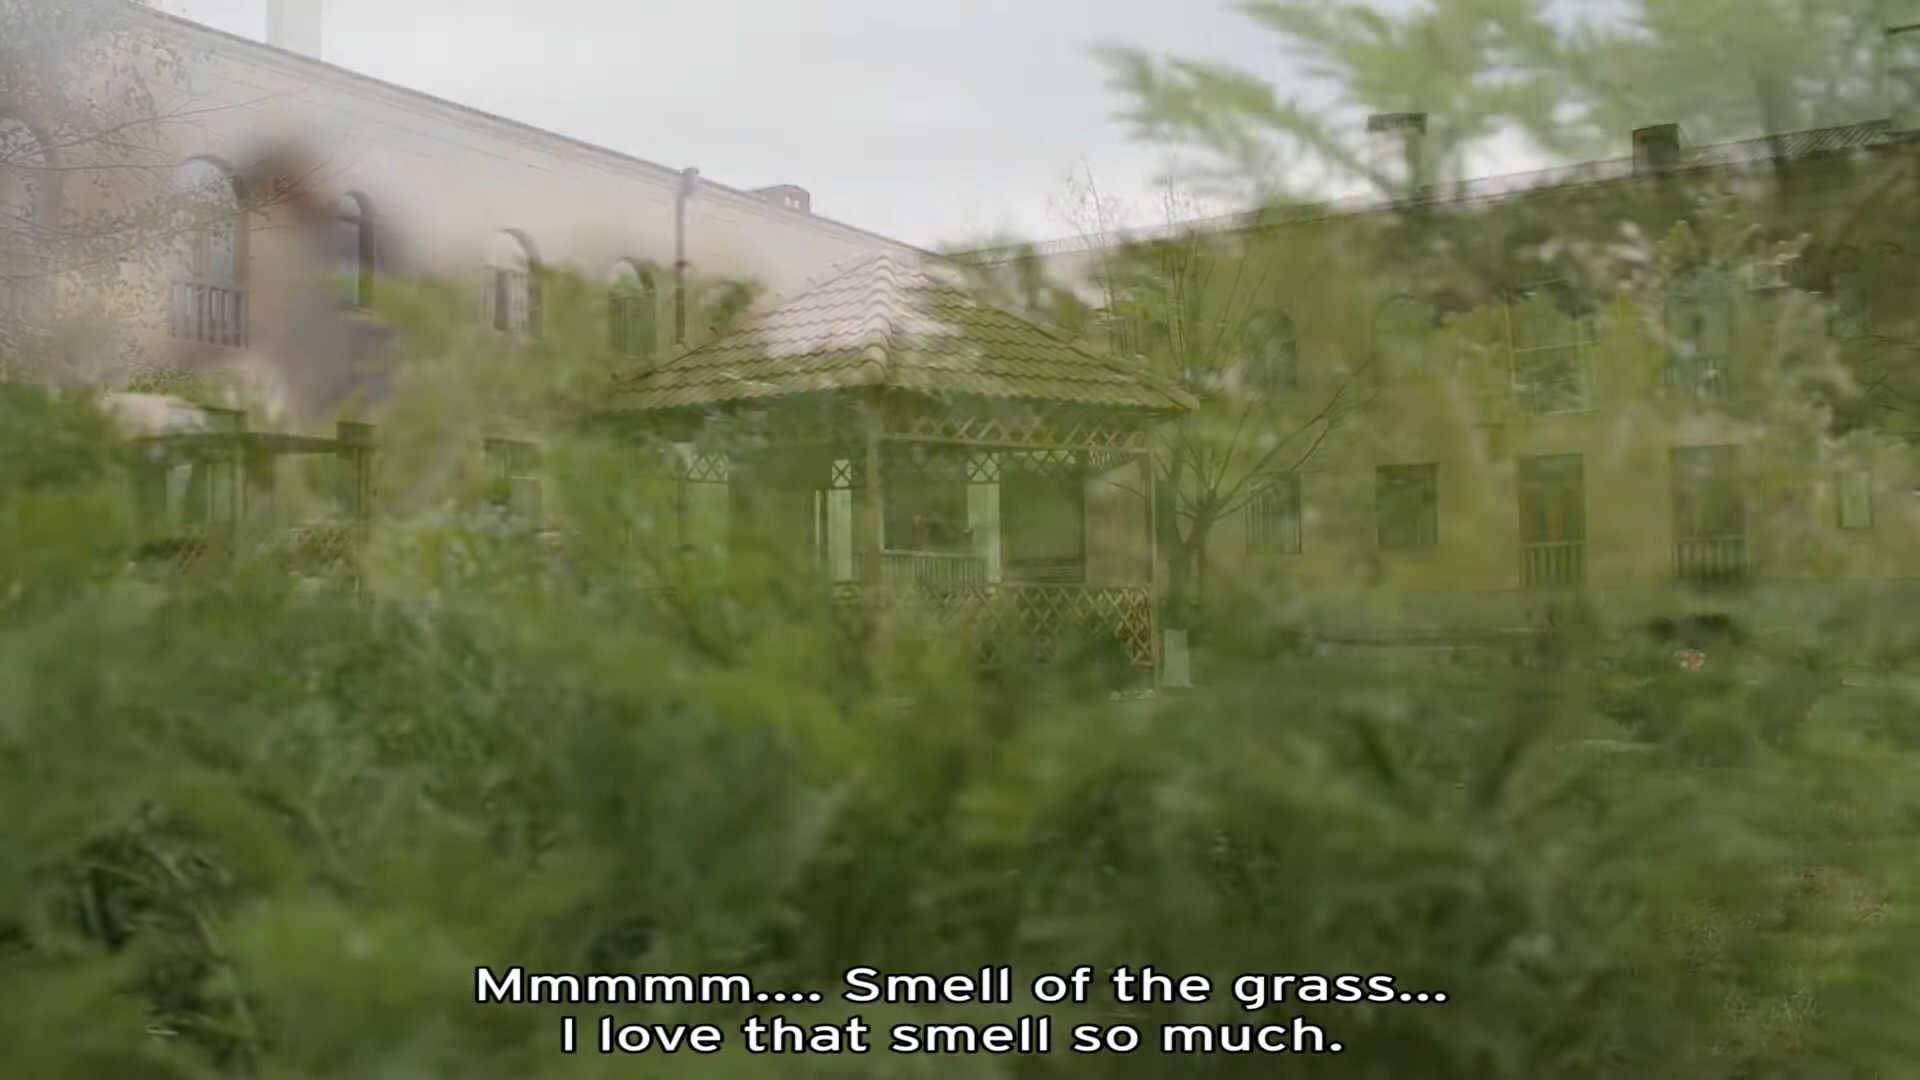 Mmmmm.... Smell of the grass...
I love that smell so much.